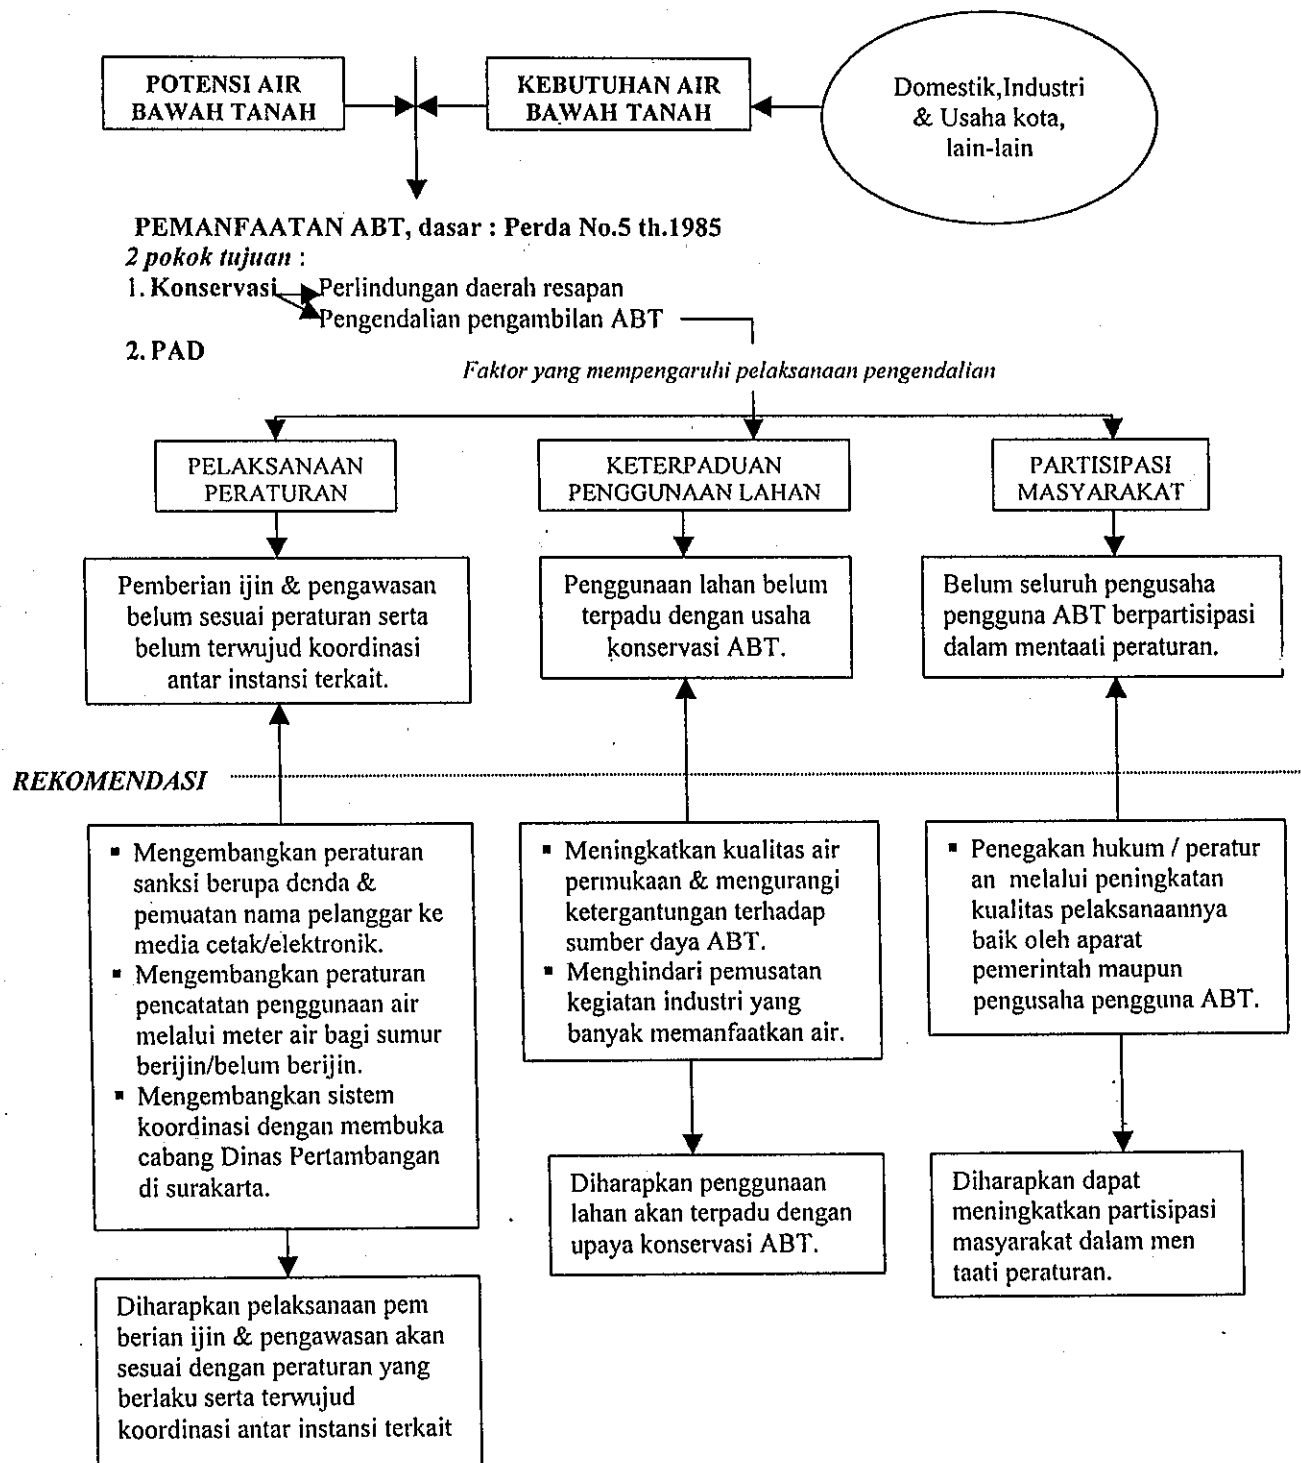 POTENSI AIR
BAWAH TANAH
KEBUTUHAN AIR
BAWAH TANAH
Domestik,Industri
& Usaha kota,
lain-lain
PEMANFAATAN ABT, dasar : Perda No.5 th.1985
2 pokok tujuan :
1. Konservasi Perlindungan daerah resapan
Pengendalian pengambilan ABT
2. PAD
Faktor yang mempengaruhi pelaksanaan pengendalian
PELAKSANAAN
PERATURAN
KETERPADUAN
PENGGUNAAN LAHAN
PARTISIPASI
MASYARAKAT
Pemberian ijin & pengawasan
belum sesuai peraturan serta
belum terwujud koordinasi
antar instansi terkait.
Penggunaan lahan belum
terpadu dengan usaha
konservasi ABT.
Belum seluruh pengusaha
pengguna ABT berpartisipasi
dalam mentaati peraturan.
REKOMENDASI
▪ Mengembangkan peraturan
sanksi berupa denda &
pemuatan nama pelanggar ke
media cetak/elektronik.
▪ Mengembangkan peraturan
pencatatan penggunaan air
melalui meter air bagi sumur
berijin/belum berijin.
▪ Mengembangkan sistem
koordinasi dengan membuka
cabang Dinas Pertambangan
di surakarta.
▪ Meningkatkan kualitas air
permukaan & mengurangi
ketergantungan terhadap
sumber daya ABT.
▪ Menghindari pemusatan
kegiatan industri yang
banyak memanfaatkan air.
▪ Penegakan hukum / peratur
an melalui peningkatan
kualitas pelaksanaannya
baik oleh aparat
pemerintah maupun
pengusaha pengguna ABT.
Diharapkan penggunaan
lahan akan terpadu dengan
upaya konservasi ABT.
Diharapkan dapat
meningkatkan partisipasi
masyarakat dalam men
taati peraturan.
Diharapkan pelaksanaan pem
berian ijin & pengawasan akan
sesuai dengan peraturan yang
berlaku serta terwujud
koordinasi antar instansi terkait